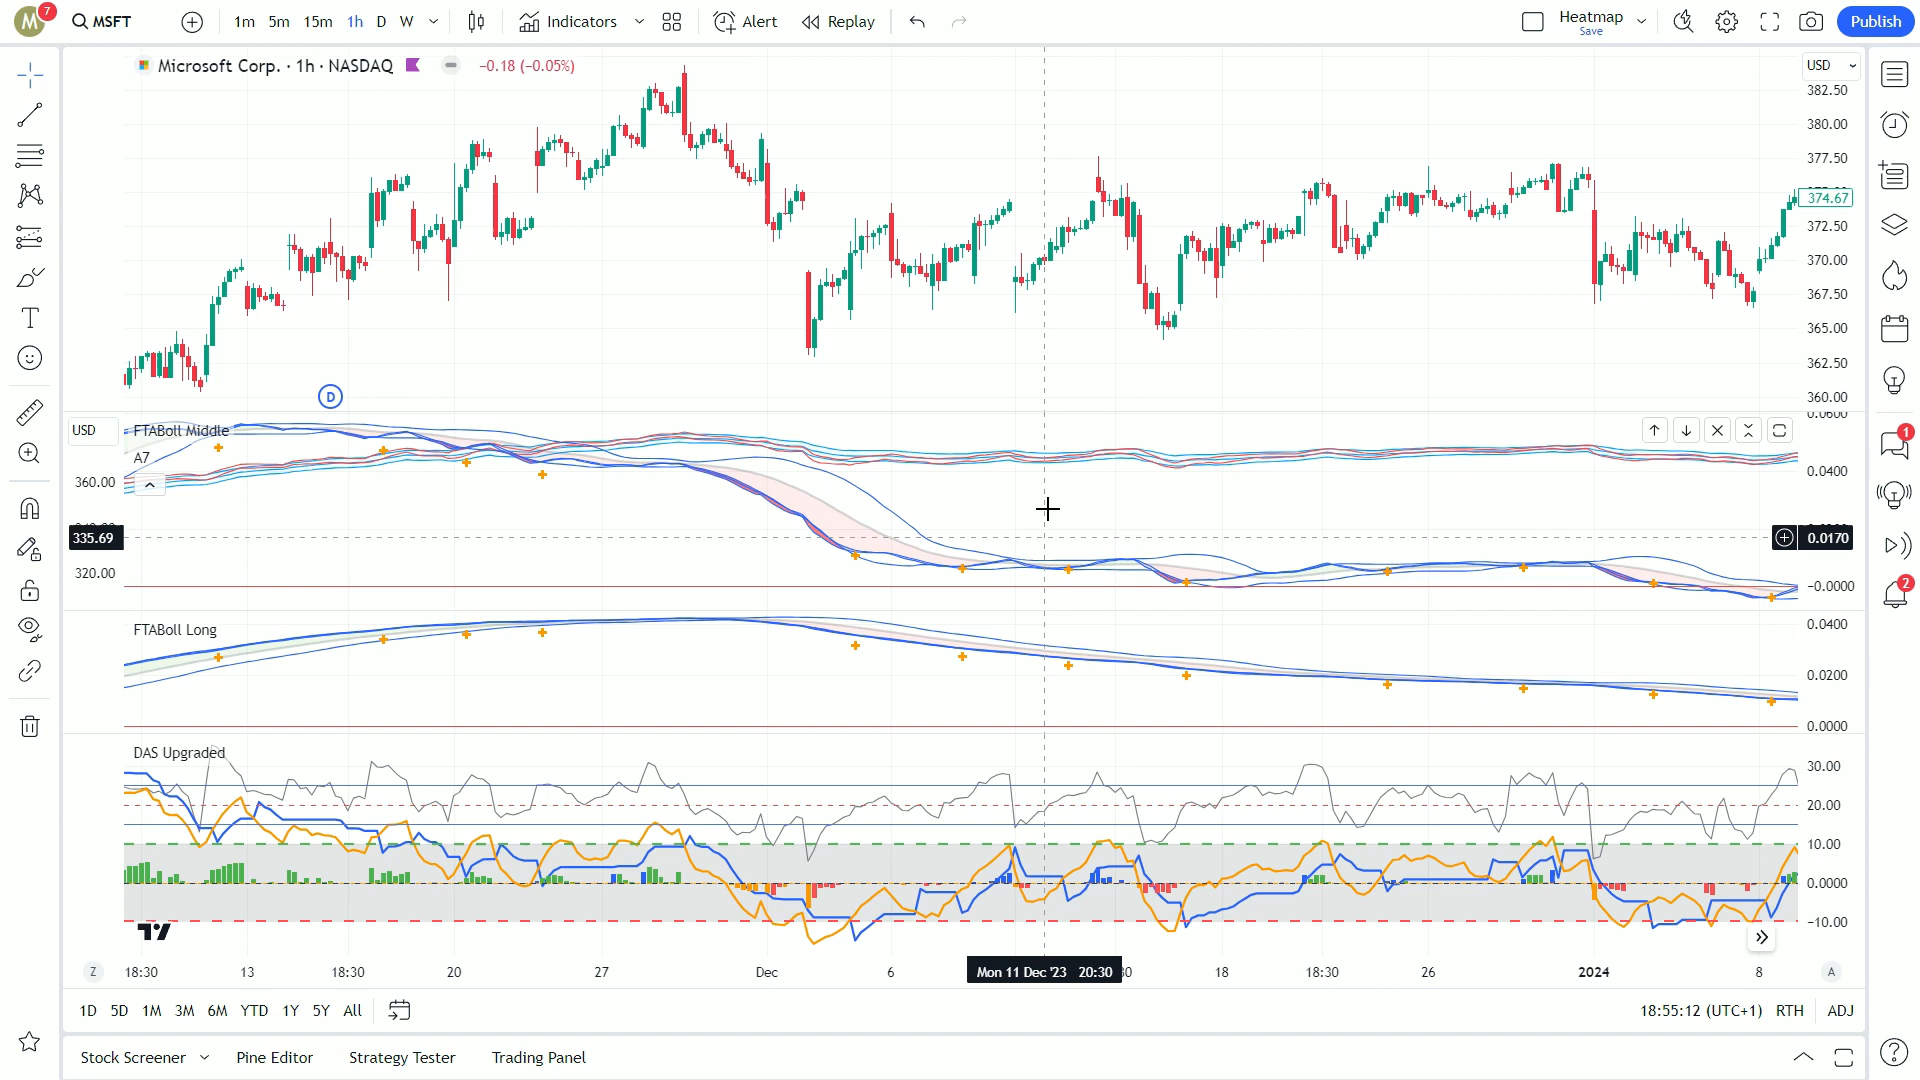 M 7 MSFT 1m 5m 15m 1h D W Indicators Alert Replay Heatmap Save Publish
Microsoft Corp. · 1h · NASDAQ −0.18 (−0.05%)
USD
382.50
380.00
377.50
374.67
372.50
370.00
367.50
365.00
362.50
360.00
D
USD
FTABoll Middle
A7
360.00
335.69
320.00
0.0600
0.0400
0.0170
−0.0000
FTABoll Long
0.0400
0.0200
0.0000
DAS Upgraded
30.00
20.00
10.00
0.0000
−10.00
Z 18:30 13 18:30 20 27 Dec 6 Mon 11 Dec '23 20:30 18 18:30 26 2024 8 A
1D 5D 1M 3M 6M YTD 1Y 5Y All 18:55:12 (UTC+1) RTH ADJ
Stock Screener Pine Editor Strategy Tester Trading Panel
1
2